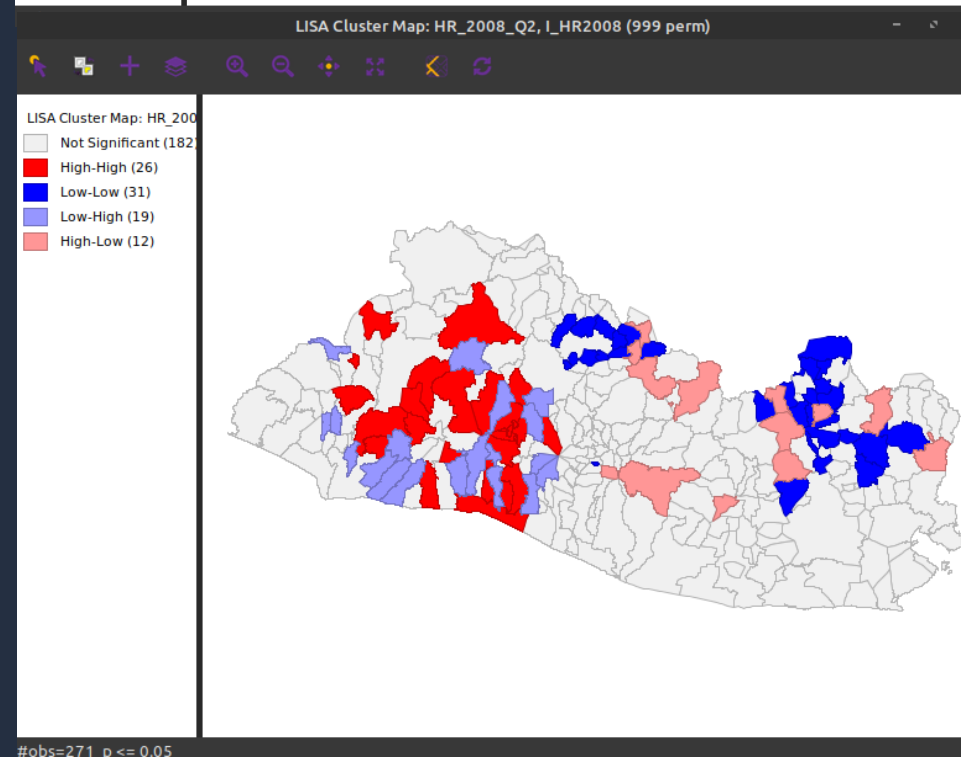 LISA Cluster Map: HR_2008_Q2, I_HR2008 (999 perm)
LISA Cluster Map: HR_200
Not Significant (182)
High-High (26)
Low-Low (31)
Low-High (19)
High-Low (12)
#obs=271 p <= 0.05